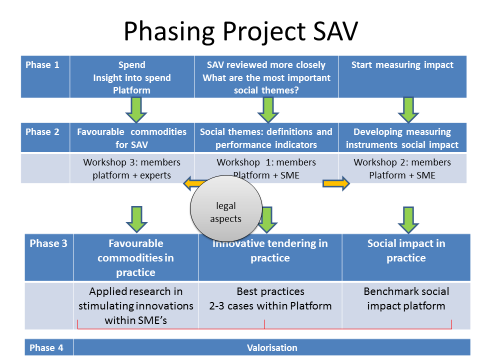 Phasing Project SAV
Phase 1
Spend
Insight into spend
Platform
SAV reviewed more closely
What are the most important
social themes?
Start measuring impact
Phase 2
Favourable commodities
for SAV
Social themes: definitions and
performance indicators
Developing measuring
instruments social impact
Workshop 3: members
platform + experts
Workshop 1: members
Platform + SME
Workshop 2: members
Platform + SME
legal
aspects
Phase 3
Favourable
commodities in
practice
Innovative tendering in
practice
Social impact in
practice
Applied research in
stimulating innovations
within SME's
Best practices
2-3 cases within Platform
Benchmark social
impact platform
Phase 4
Valorisation